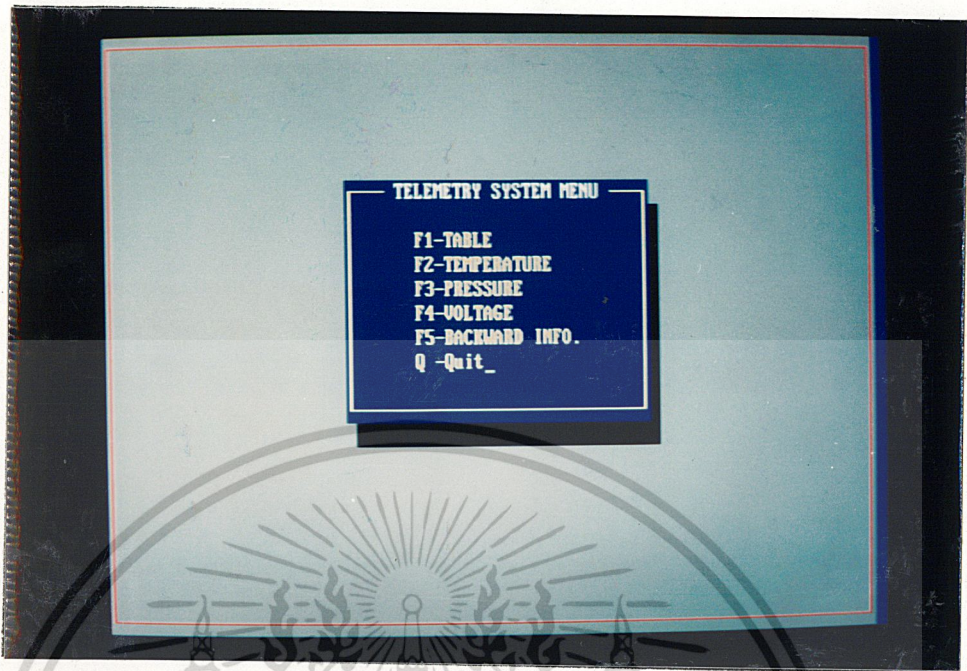 TELEMETRY SYSTEM MENU
F1-TABLE
F2-TEMPERATURE
F3-PRESSURE
F4-VOLTAGE
F5-BACKWARD INFO.
Q -Quit_